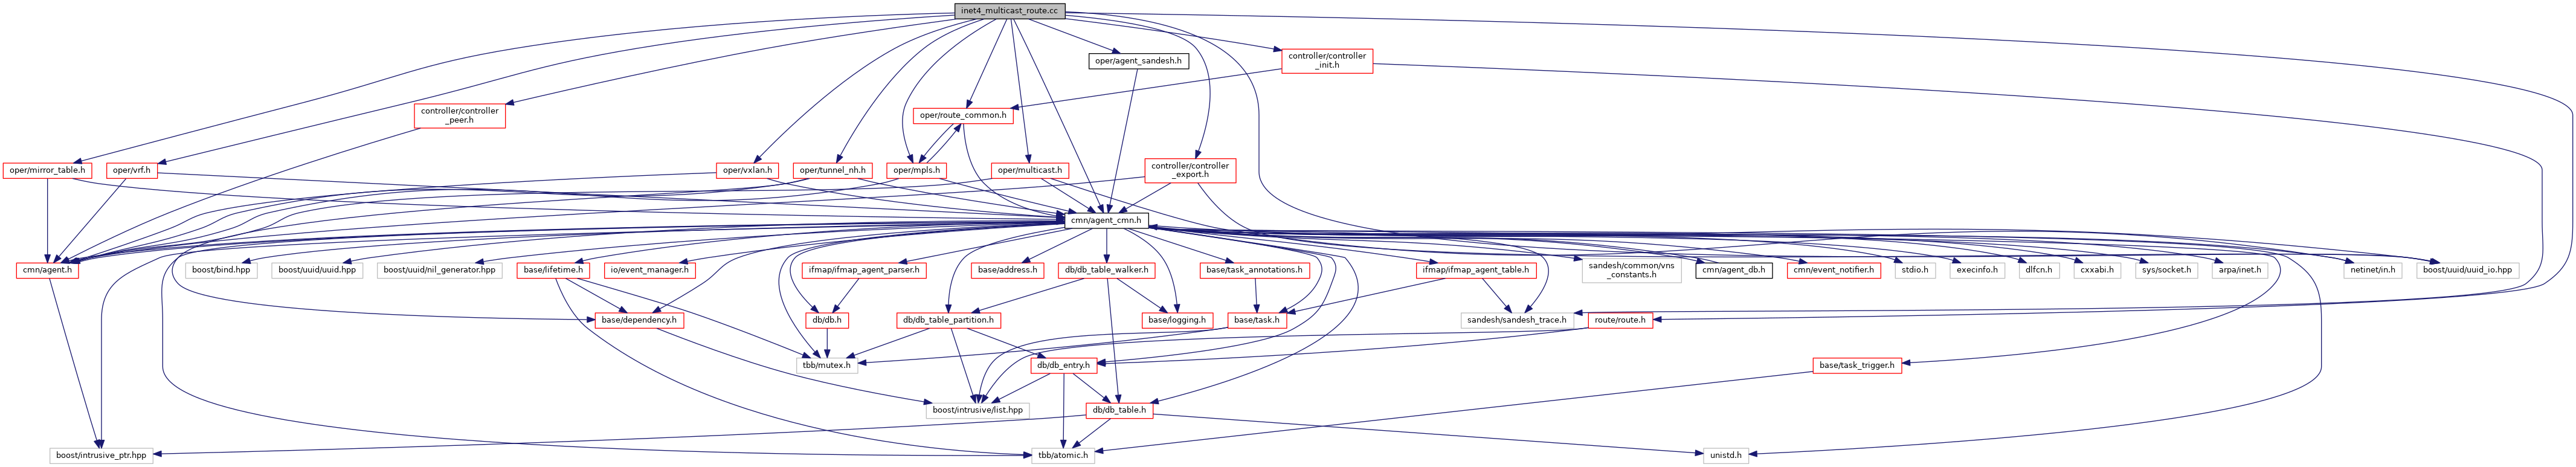 inet4_multicast_route.cc
oper/agent_sandesh.h
controller/controller
_init.h
controller/controller
_peer.h
oper/route_common.h
oper/mirror_table.h
oper/vrf.h
oper/vxlan.h
oper/tunnel_nh.h
oper/mpls.h
oper/multicast.h
controller/controller
_export.h
cmn/agent_cmn.h
cmn/agent.h
boost/bind.hpp
boost/uuid/uuid.hpp
boost/uuid/nil_generator.hpp
base/lifetime.h
io/event_manager.h
ifmap/ifmap_agent_parser.h
base/address.h
db/db_table_walker.h
base/task_annotations.h
ifmap/ifmap_agent_table.h
sandesh/common/vns
_constants.h
cmn/agent_db.h
cmn/event_notifier.h
stdio.h
execinfo.h
dlfcn.h
cxxabi.h
sys/socket.h
arpa/inet.h
netinet/in.h
boost/uuid/uuid_io.hpp
base/dependency.h
db/db.h
db/db_table_partition.h
base/logging.h
base/task.h
sandesh/sandesh_trace.h
route/route.h
tbb/mutex.h
db/db_entry.h
base/task_trigger.h
boost/intrusive/list.hpp
db/db_table.h
boost/intrusive_ptr.hpp
tbb/atomic.h
unistd.h